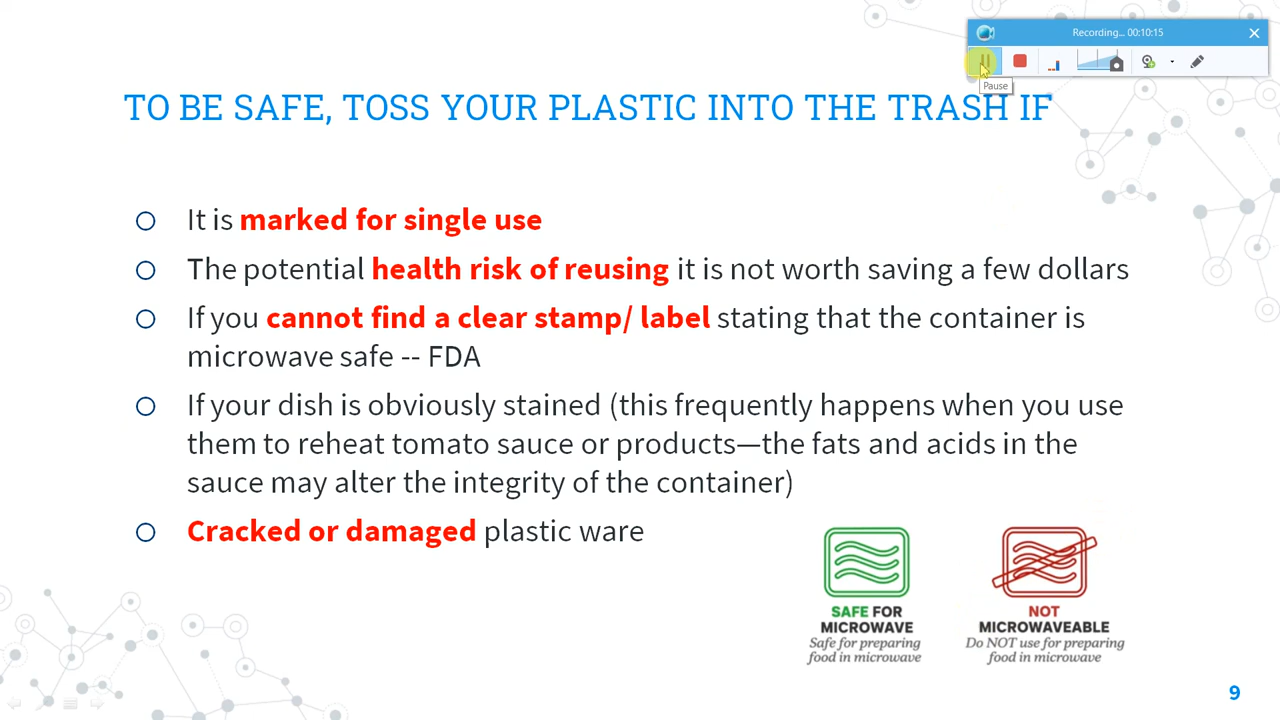 Recording... 00:10:15
Pause
TO BE SAFE, TOSS YOUR PLASTIC INTO THE TRASH IF
It is marked for single use
The potential health risk of reusing it is not worth saving a few dollars
If you cannot find a clear stamp/ label stating that the container is
microwave safe -- FDA
If your dish is obviously stained (this frequently happens when you use
them to reheat tomato sauce or products—the fats and acids in the
sauce may alter the integrity of the container)
Cracked or damaged plastic ware
SAFE FOR
MICROWAVE
Safe for preparing
food in microwave
NOT
MICROWAVEABLE
Do NOT use for preparing
food in microwave
9